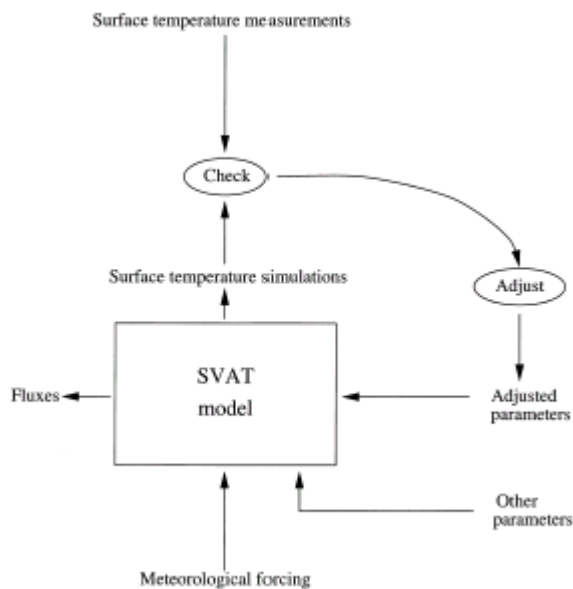 Surface temperature measurements
Check
Surface temperature simulations
Adjust
SVAT
model
Fluxes
Adjusted
parameters
Other
parameters
Meteorological forcing